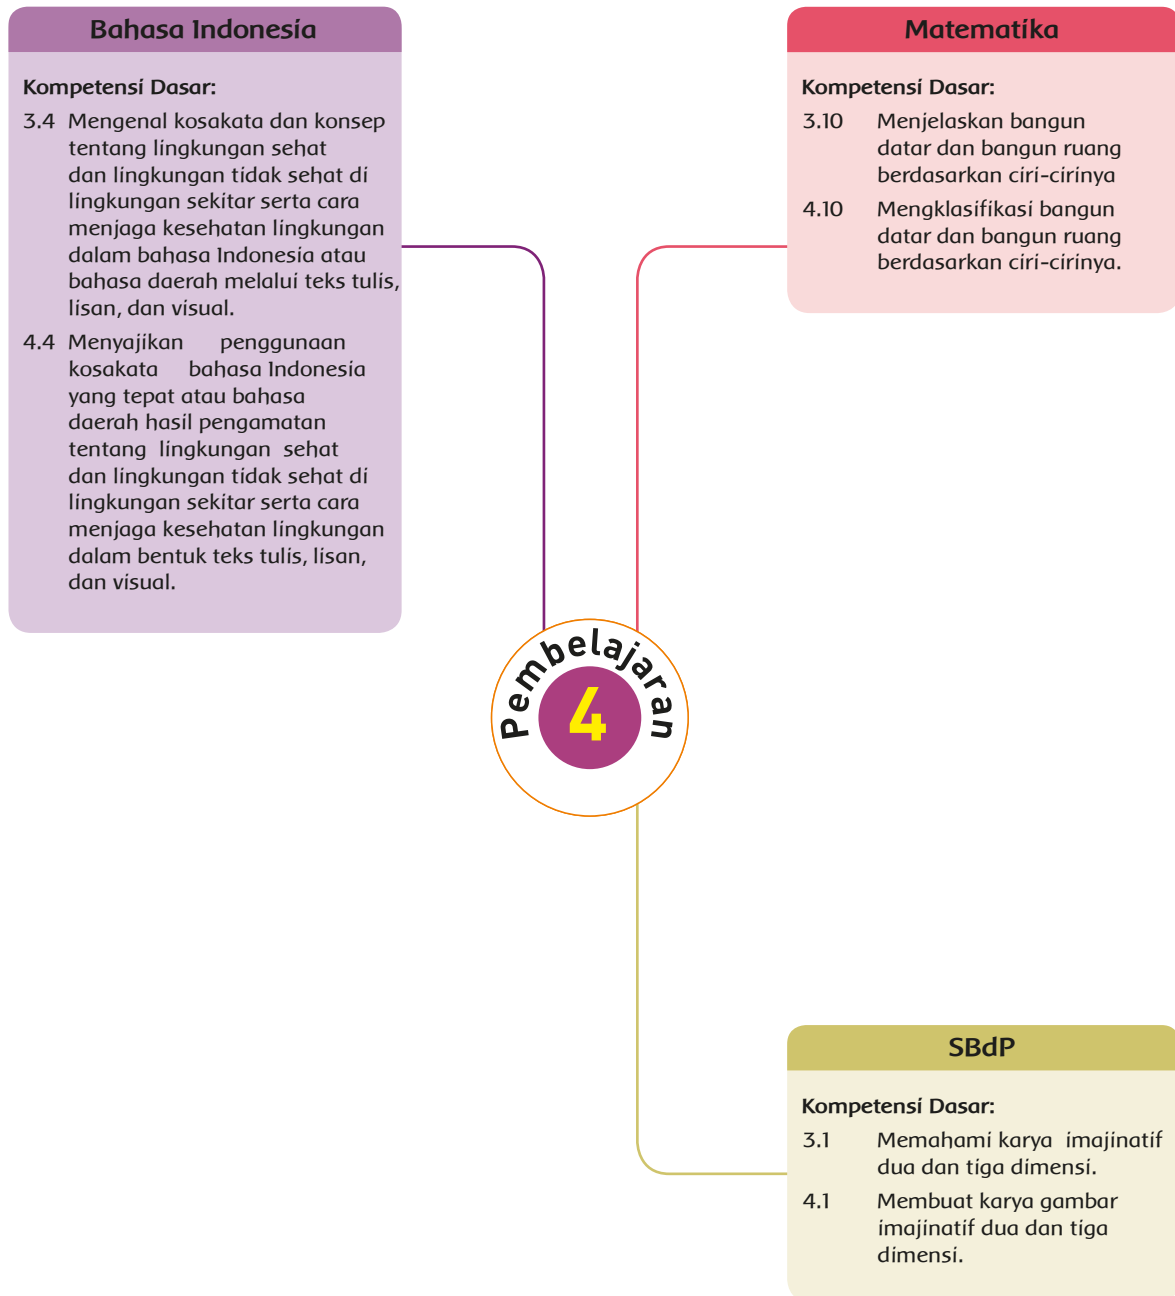 Bahasa Indonesia
Kompetensi Dasar:
3.4 Mengenal kosakata dan konsep
tentang lingkungan sehat
dan lingkungan tidak sehat di
lingkungan sekitar serta cara
menjaga kesehatan lingkungan
dalam bahasa Indonesia atau
bahasa daerah melalui teks tulis,
lisan, dan visual.
4.4 Menyajikan penggunaan
kosakata bahasa Indonesia
yang tepat atau bahasa
daerah hasil pengamatan
tentang lingkungan sehat
dan lingkungan tidak sehat di
lingkungan sekitar serta cara
menjaga kesehatan lingkungan
dalam bentuk teks tulis, lisan,
dan visual.
Matematika
Kompetensi Dasar:
3.10 Menjelaskan bangun
datar dan bangun ruang
berdasarkan ciri-cirinya
4.10 Mengklasifikasi bangun
datar dan bangun ruang
berdasarkan ciri-cirinya.
Pembelajaran
4
SBdP
Kompetensi Dasar:
3.1 Memahami karya imajinatif
dua dan tiga dimensi.
4.1 Membuat karya gambar
imajinatif dua dan tiga
dimensi.